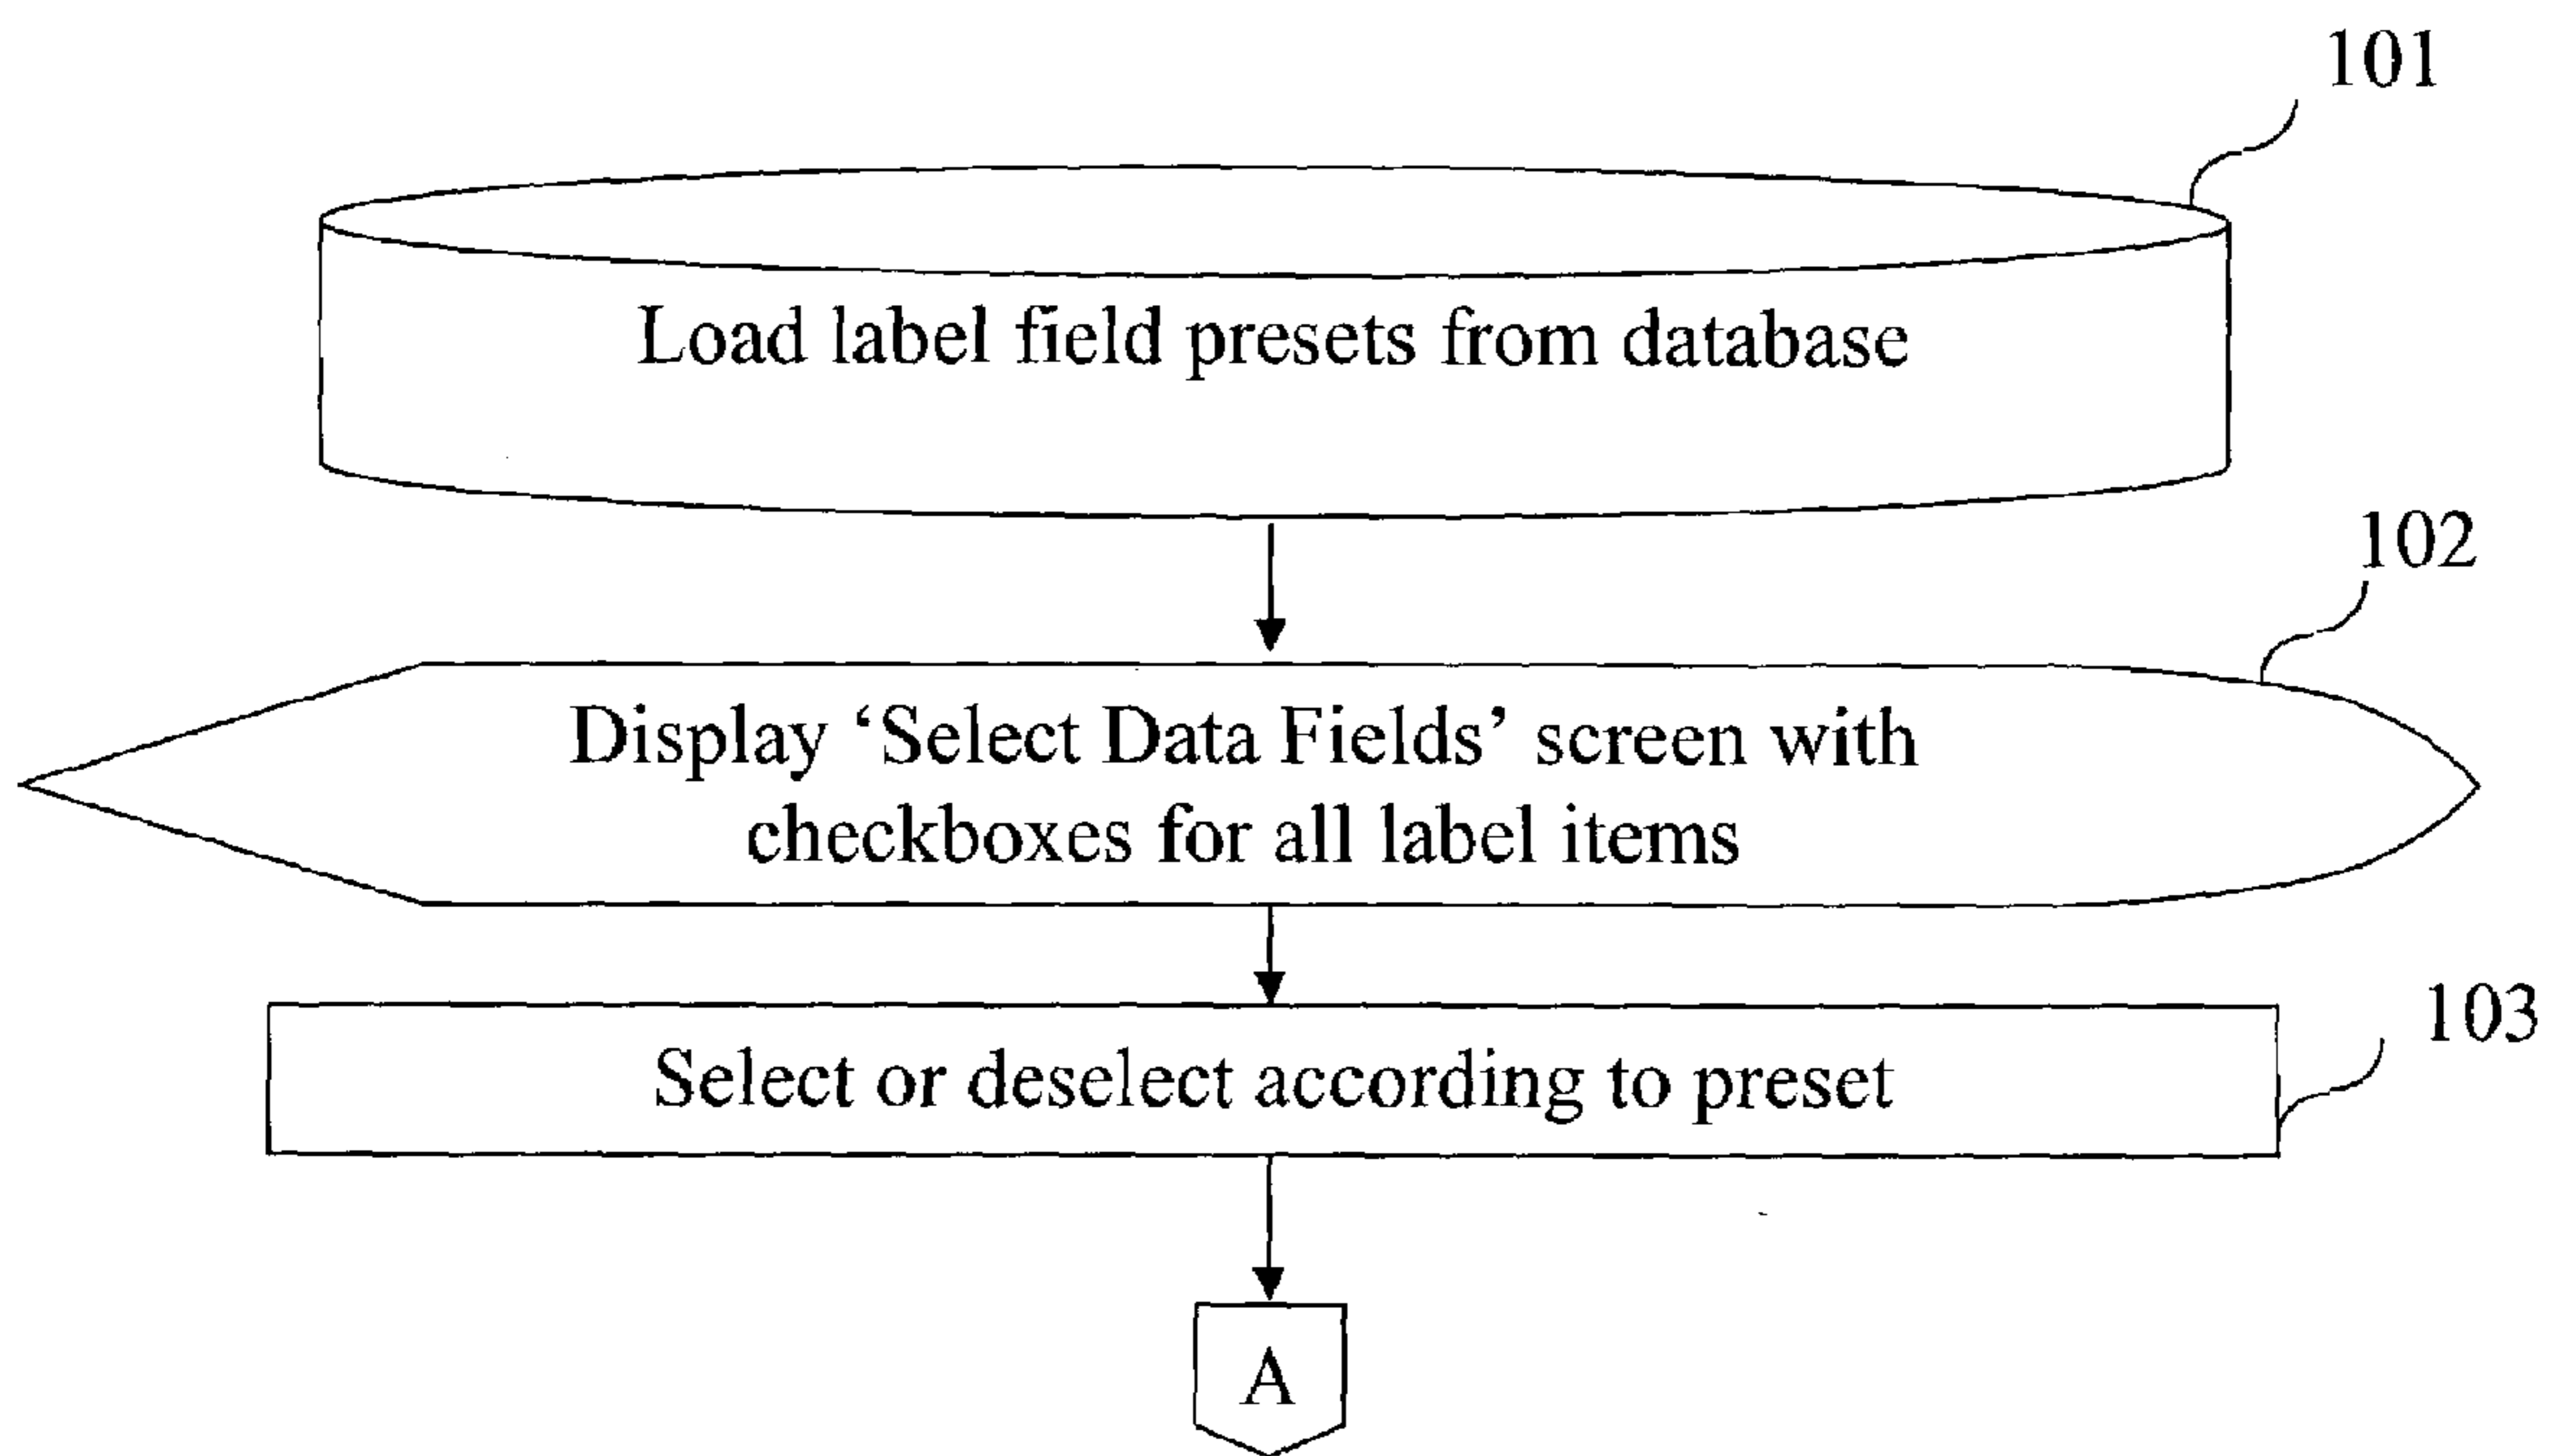 101
Load label field presets from database
102
Display ‘Select Data Fields’ screen with
checkboxes for all label items
103
Select or deselect according to preset
A